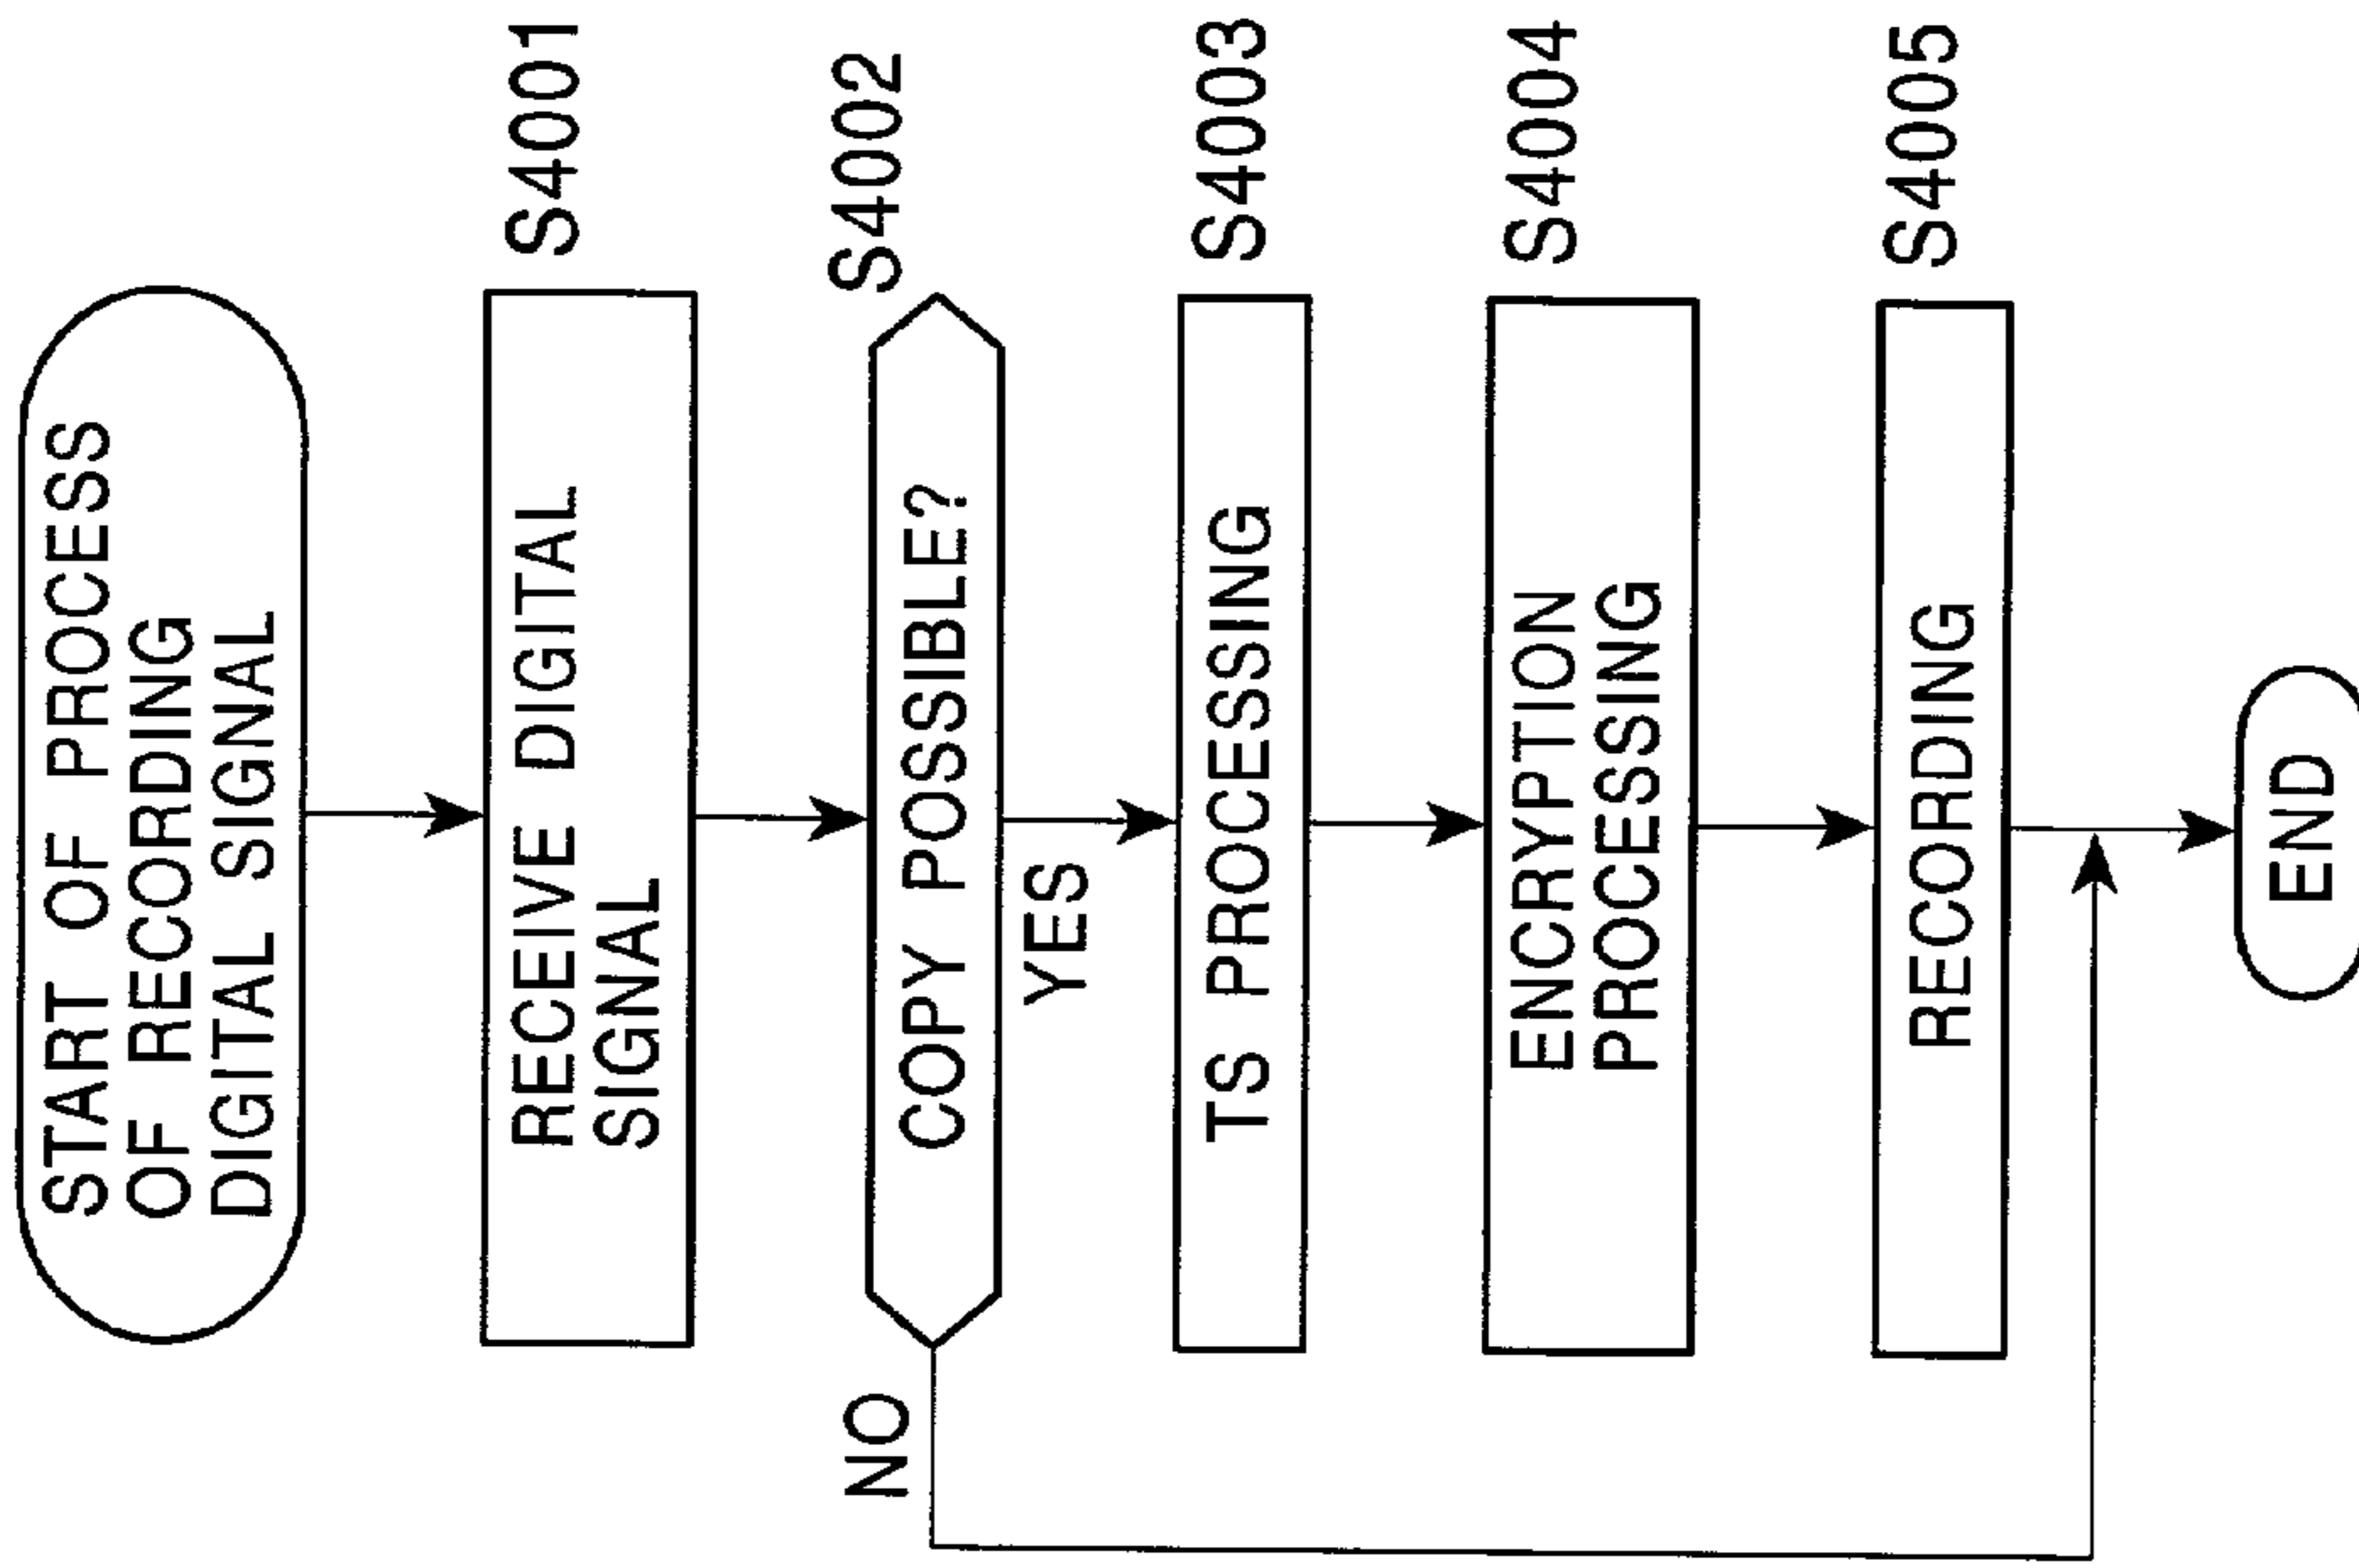 START OF PROCESS
OF RECORDING
DIGITAL SIGNAL
S4001
RECEIVE DIGITAL
SIGNAL
S4002
COPY POSSIBLE?
NO
YES
S4003
TS PROCESSING
S4004
ENCRYPTION
PROCESSING
S4005
RECORDING
END